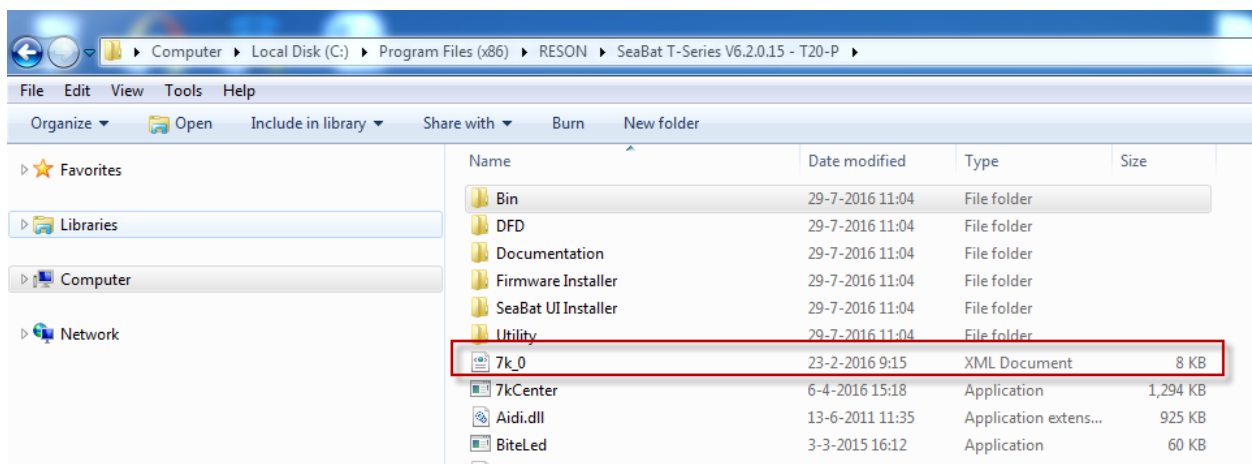 Computer Local Disk (C:) Program Files (x86) RESON SeaBat T-Series V6.2.0.15 - T20-P
File Edit View Tools Help
Organize Open Include in library Share with Burn New folder
Name Date modified Type Size
Favorites
Libraries
Computer
Network
Bin 29-7-2016 11:04 File folder
DFD 29-7-2016 11:04 File folder
Documentation 29-7-2016 11:04 File folder
Firmware Installer 29-7-2016 11:04 File folder
SeaBat UI Installer 29-7-2016 11:04 File folder
Utility 29-7-2016 11:04 File folder
7k_0 23-2-2016 9:15 XML Document 8 KB
7kCenter 6-4-2016 15:18 Application 1,294 KB
Aidi.dll 13-6-2011 11:35 Application extens... 925 KB
BiteLed 3-3-2015 16:12 Application 60 KB